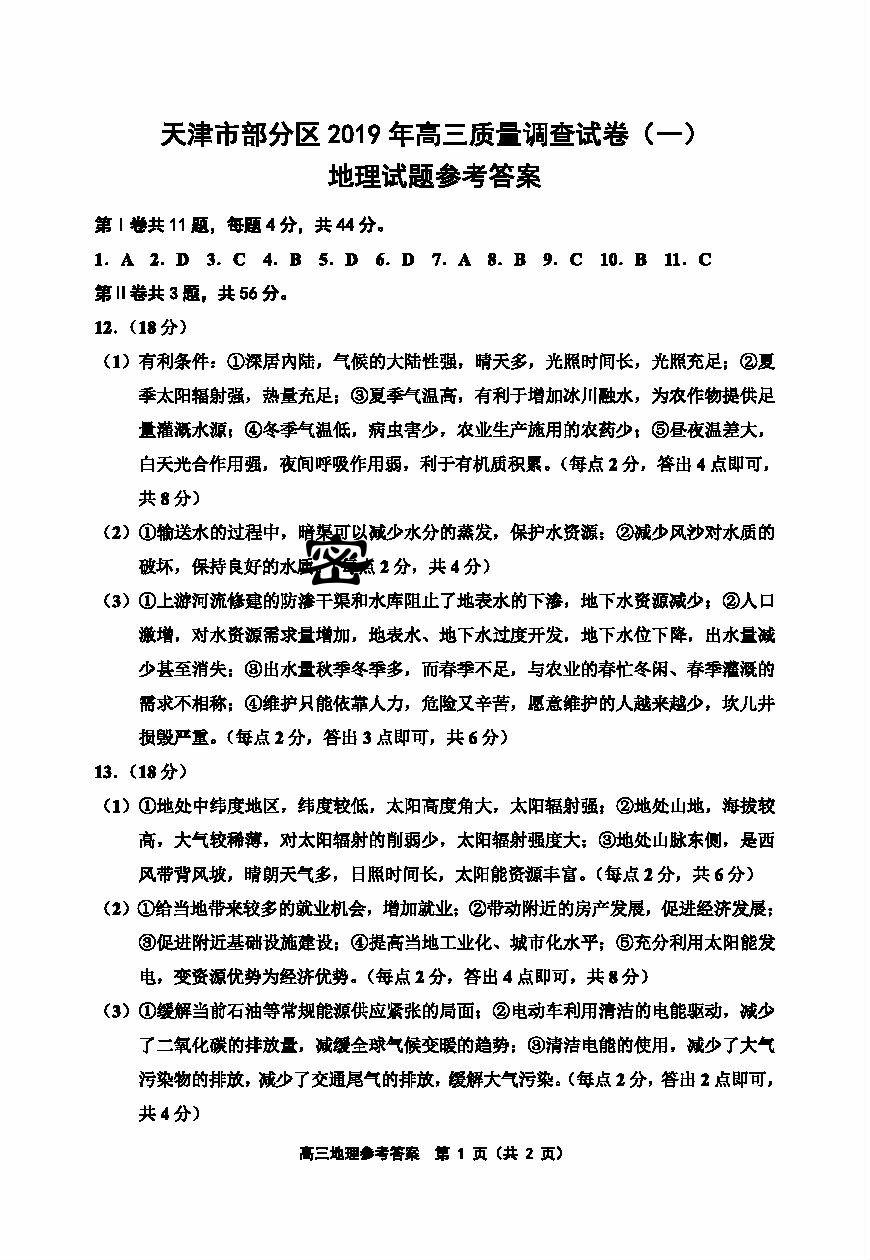 天津市部分区 2019 年高三质量调查试卷（一）
地理试题参考答案
第Ⅰ卷共 11 题，每题 4 分，共 44 分。
1．A 2．D 3．C 4．B 5．D 6．D 7．A 8．B 9．C 10．B 11．C
第Ⅱ卷共 3 题，共 56 分。
12．（18 分）
（1）有利条件：①深居内陆，气候的大陆性强，晴天多，光照时间长，光照充足；②夏
季太阳辐射强，热量充足；③夏季气温高，有利于增加冰川融水，为农作物提供足
量灌溉水源；④冬季气温低，病虫害少，农业生产施用的农药少；⑤昼夜温差大，
白天光合作用强，夜间呼吸作用弱，利于有机质积累。（每点 2 分，答出 4 点即可，
共 8 分）
（2）①输送水的过程中，暗渠可以减少水分的蒸发，保护水资源；②减少风沙对水质的
破坏，保持良好的水质 密 每点 2 分，共 4 分）
（3）①上游河流修建的防渗干渠和水库阻止了地表水的下渗，地下水资源减少；②人口
激增，对水资源需求量增加，地表水、地下水过度开发，地下水位下降，出水量减
少甚至消失；③出水量秋季冬季多，而春季不足，与农业的春忙冬闲、春季灌溉的
需求不相称；④维护只能依靠人力，危险又辛苦，愿意维护的人越来越少，坎儿井
损毁严重。（每点 2 分，答出 3 点即可，共 6 分）
13．（18 分）
（1）①地处中纬度地区，纬度较低，太阳高度角大，太阳辐射强；②地处山地，海拔较
高，大气较稀薄，对太阳辐射的削弱少，太阳辐射强度大；③地处山脉东侧，是西
风带背风坡，晴朗天气多，日照时间长，太阳能资源丰富。（每点 2 分，共 6 分）
（2）①给当地带来较多的就业机会，增加就业；②带动附近的房产发展，促进经济发展；
③促进附近基础设施建设；④提高当地工业化、城市化水平；⑤充分利用太阳能发
电，变资源优势为经济优势。（每点 2 分，答出 4 点即可，共 8 分）
（3）①缓解当前石油等常规能源供应紧张的局面；②电动车利用清洁的电能驱动，减少
了二氧化碳的排放量，减缓全球气候变暖的趋势；③清洁电能的使用，减少了大气
污染物的排放，减少了交通尾气的排放，缓解大气污染。（每点 2 分，答出 2 点即可，
共 4 分）
高三地理参考答案 第 1 页（共 2 页）